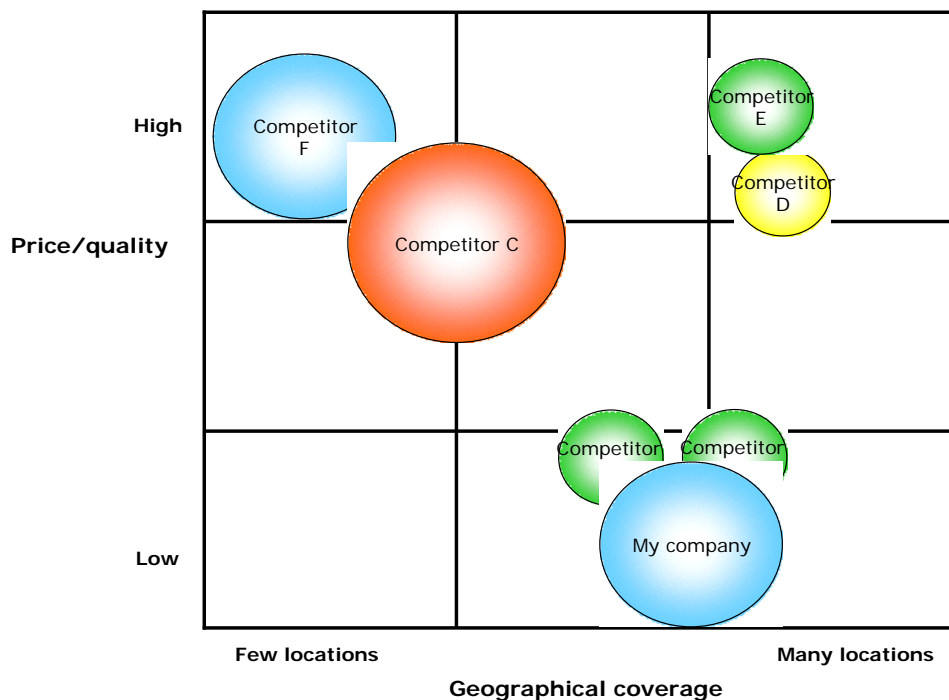 Competitor
E
High
Competitor
F
Competitor
D
Price/quality
Competitor C
Competitor
Competitor
My company
Low
Few locations
Many locations
Geographical coverage